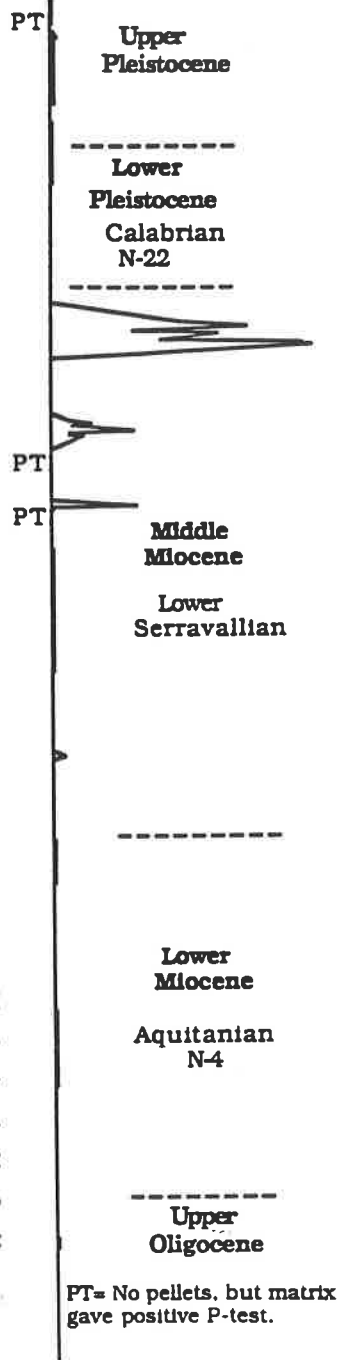 PT
Upper
Pleistocene
Lower
Pleistocene
Calabrian
N-22
PT
PT
Middle
Miocene
Lower
Serravallian
Lower
Miocene
Aquitanian
N-4
Upper
Oligocene
PT= No pellets, but matrix
gave positive P-test.